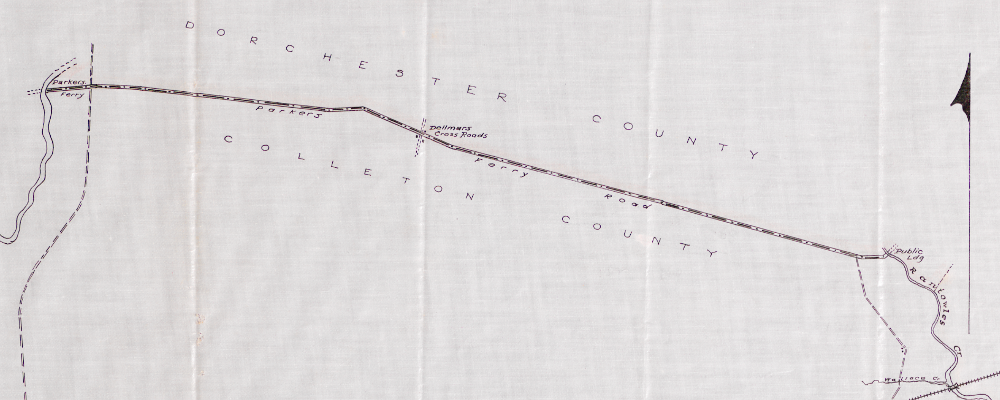 DORCHESTER COUNTY
Parkers
Ferry
Parkers Ferry Road
Dellmars
Cross Roads
COLLETON COUNTY
Public
Ldg
Rantowles Cr
Wallace Cr